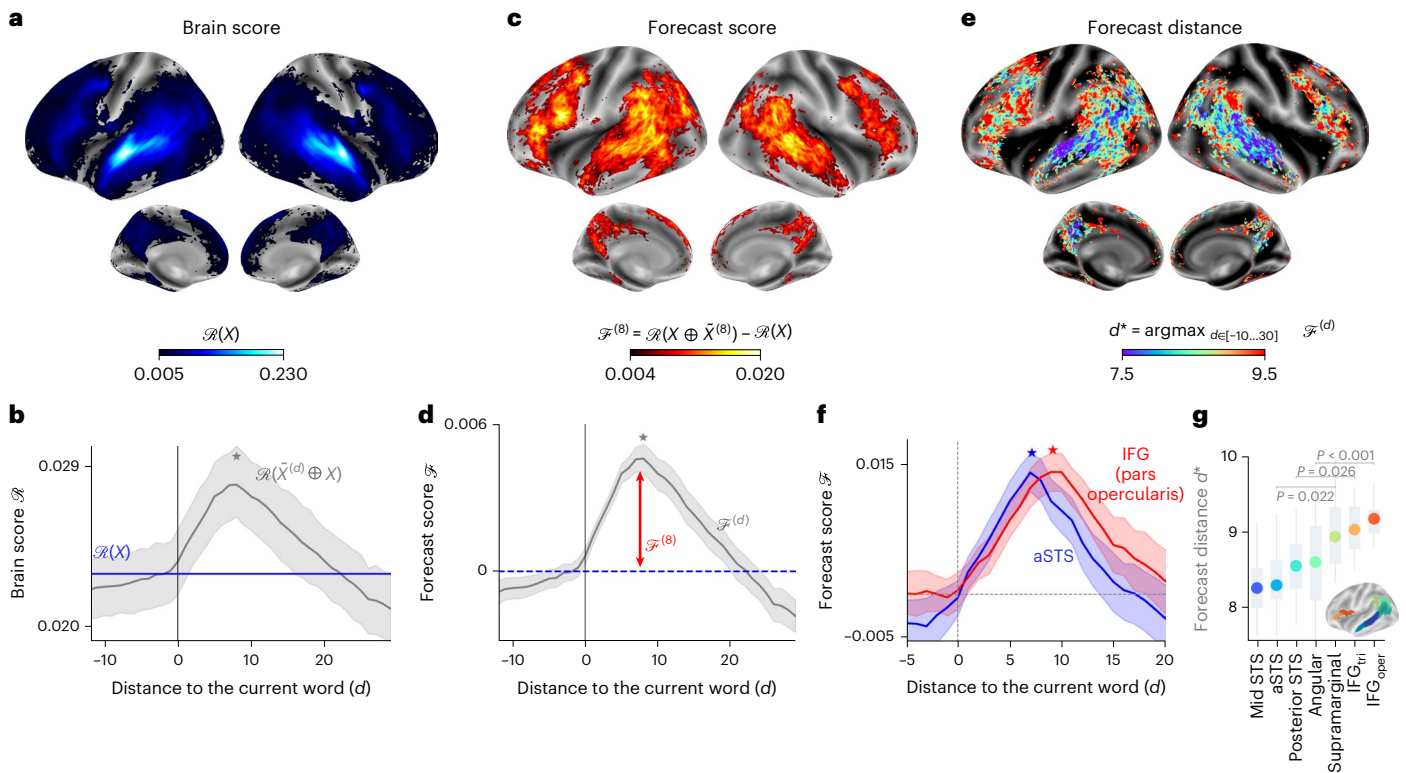 a
Brain score
ℛ(X)
0.005 0.230
c
Forecast score
ℱ⁽⁸⁾ = ℛ(X ⊕ X̃⁽⁸⁾) – ℛ(X)
0.004 0.020
e
Forecast distance
d* = argmax d∈[−10...30] ℱ⁽ᵈ⁾
7.5 9.5
b
Brain score ℛ
0.029
0.020
ℛ(X̃⁽ᵈ⁾ ⊕ X)
ℛ(X)
−10 0 10 20
Distance to the current word (d)
d
Forecast score ℱ
0.006
0
ℱ⁽ᵈ⁾
ℱ⁽⁸⁾
−10 0 10 20
Distance to the current word (d)
f
Forecast score ℱ
0.015
−0.005
IFG
(pars
opercularis)
aSTS
−5 0 5 10 15 20
Distance to the current word (d)
g
Forecast distance d*
10
9
8
P < 0.001
P = 0.026
P = 0.022
Mid STS
aSTS
Posterior STS
Angular
Supramarginal
IFGtri
IFGoper